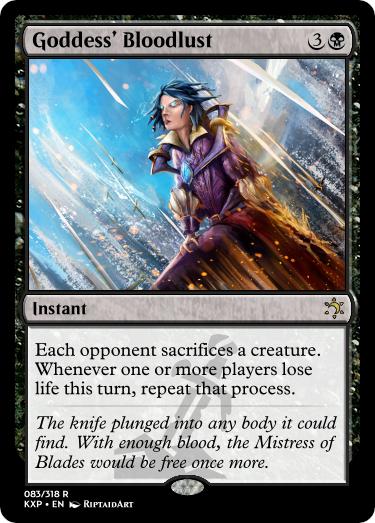 Goddess' Bloodlust 3
Instant
Each opponent sacrifices a creature.
Whenever one or more players lose
life this turn, repeat that process.
The knife plunged into any body it could
find. With enough blood, the Mistress of
Blades would be free once more.
083/318 R
KXP • EN RiptaidArt